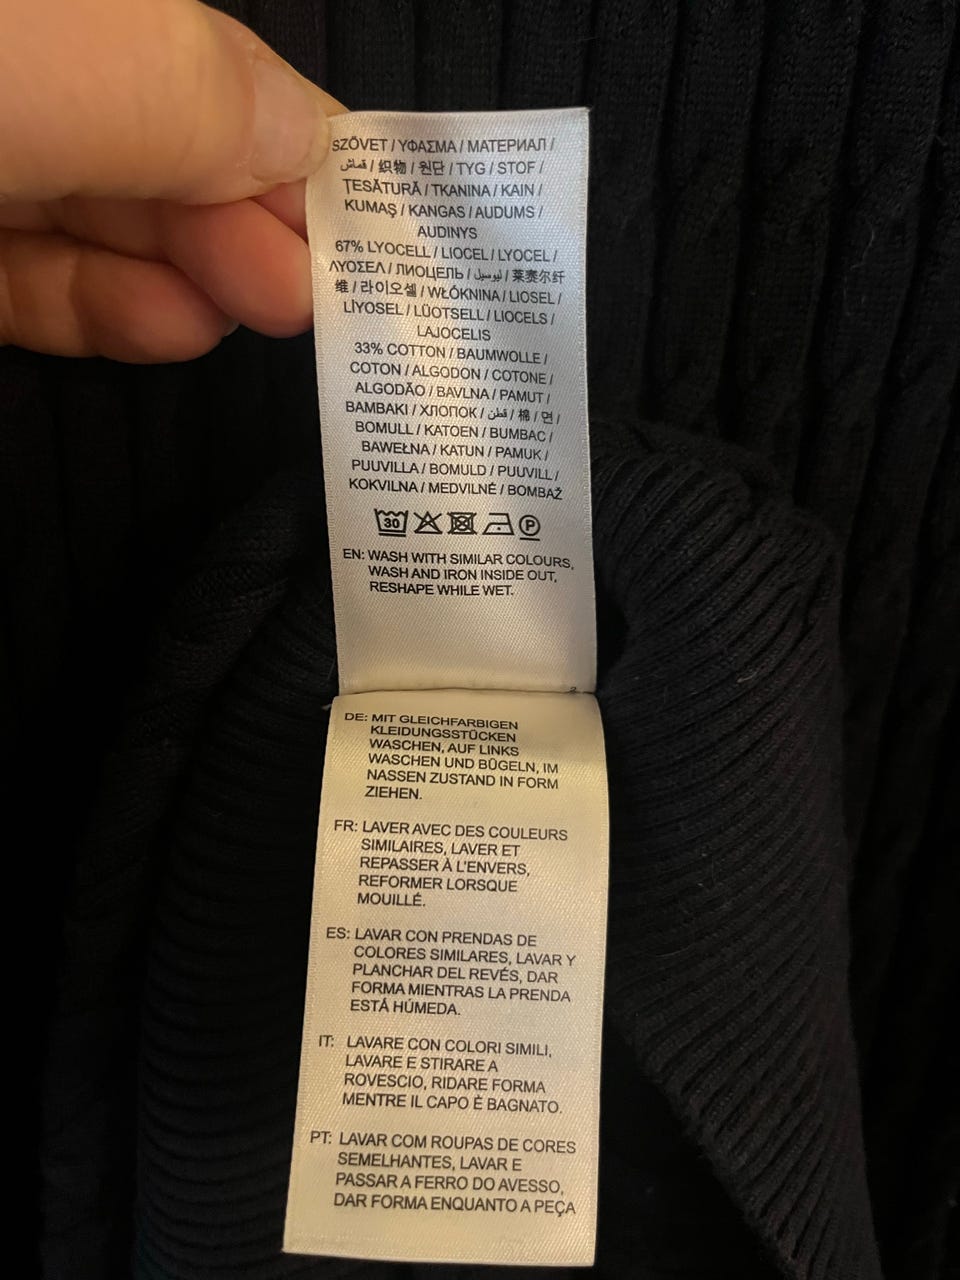 SZŐVET / ΥΦΑΣΜΑ / МАТЕРИАЛ /
قماش / 织物 / 원단 / TYG / STOF /
ȚESĂTURĂ / TKANINA / KAIN /
KUMAŞ / KANGAS / AUDUMS /
AUDINYS
67% LYOCELL / LIOCEL / LYOCEL /
ΛΥΟΣΕΛ / ЛИОЦЕЛЬ / ليوسيل / 莱赛尔纤
维 / 라이오셀 / WŁÓKNINA / LIOSEL /
LİYOSEL / LÜOTSELL / LIOCELS /
LAJOCELIS
33% COTTON / BAUMWOLLE /
COTON / ALGODON / COTONE /
ALGODÃO / BAVLNA / PAMUT /
BAMBAKI / ХЛОПОК / قطن / 棉 / 면 /
BOMULL / KATOEN / BUMBAC /
BAWEŁNA / KATUN / PAMUK /
PUUVILLA / BOMULD / PUUVILL /
KOKVILNA / MEDVILNÉ / BOMBAŽ
30 P
EN: WASH WITH SIMILAR COLOURS,
WASH AND IRON INSIDE OUT,
RESHAPE WHILE WET.
2
DE: MIT GLEICHFARBIGEN
KLEIDUNGSSTÜCKEN
WASCHEN, AUF LINKS
WASCHEN UND BÜGELN, IM
NASSEN ZUSTAND IN FORM
ZIEHEN.
FR: LAVER AVEC DES COULEURS
SIMILAIRES, LAVER ET
REPASSER À L'ENVERS,
REFORMER LORSQUE
MOUILLÉ.
ES: LAVAR CON PRENDAS DE
COLORES SIMILARES, LAVAR Y
PLANCHAR DEL REVÉS, DAR
FORMA MIENTRAS LA PRENDA
ESTÁ HÚMEDA.
IT: LAVARE CON COLORI SIMILI,
LAVARE E STIRARE A
ROVESCIO, RIDARE FORMA
MENTRE IL CAPO È BAGNATO.
PT: LAVAR COM ROUPAS DE CORES
SEMELHANTES, LAVAR E
PASSAR A FERRO DO AVESSO,
DAR FORMA ENQUANTO A PEÇA